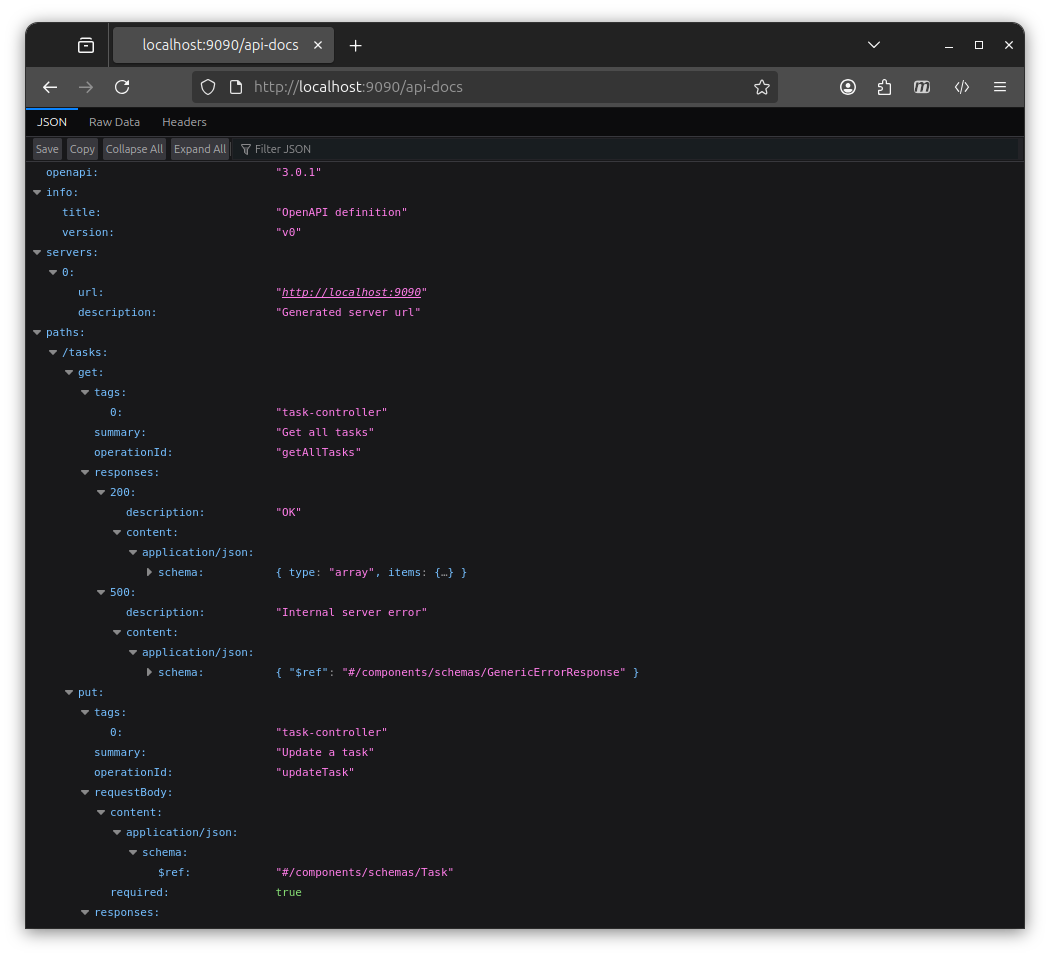 localhost:9090/api-docs
http://localhost:9090/api-docs
JSON Raw Data Headers
Save Copy Collapse All Expand All Filter JSON
openapi: "3.0.1"
info:
title: "OpenAPI definition"
version: "v0"
servers:
0:
url: "http://localhost:9090"
description: "Generated server url"
paths:
/tasks:
get:
tags:
0: "task-controller"
summary: "Get all tasks"
operationId: "getAllTasks"
responses:
200:
description: "OK"
content:
application/json:
schema: { type: "array", items: {…} }
500:
description: "Internal server error"
content:
application/json:
schema: { "$ref": "#/components/schemas/GenericErrorResponse" }
put:
tags:
0: "task-controller"
summary: "Update a task"
operationId: "updateTask"
requestBody:
content:
application/json:
schema:
$ref: "#/components/schemas/Task"
required: true
responses: